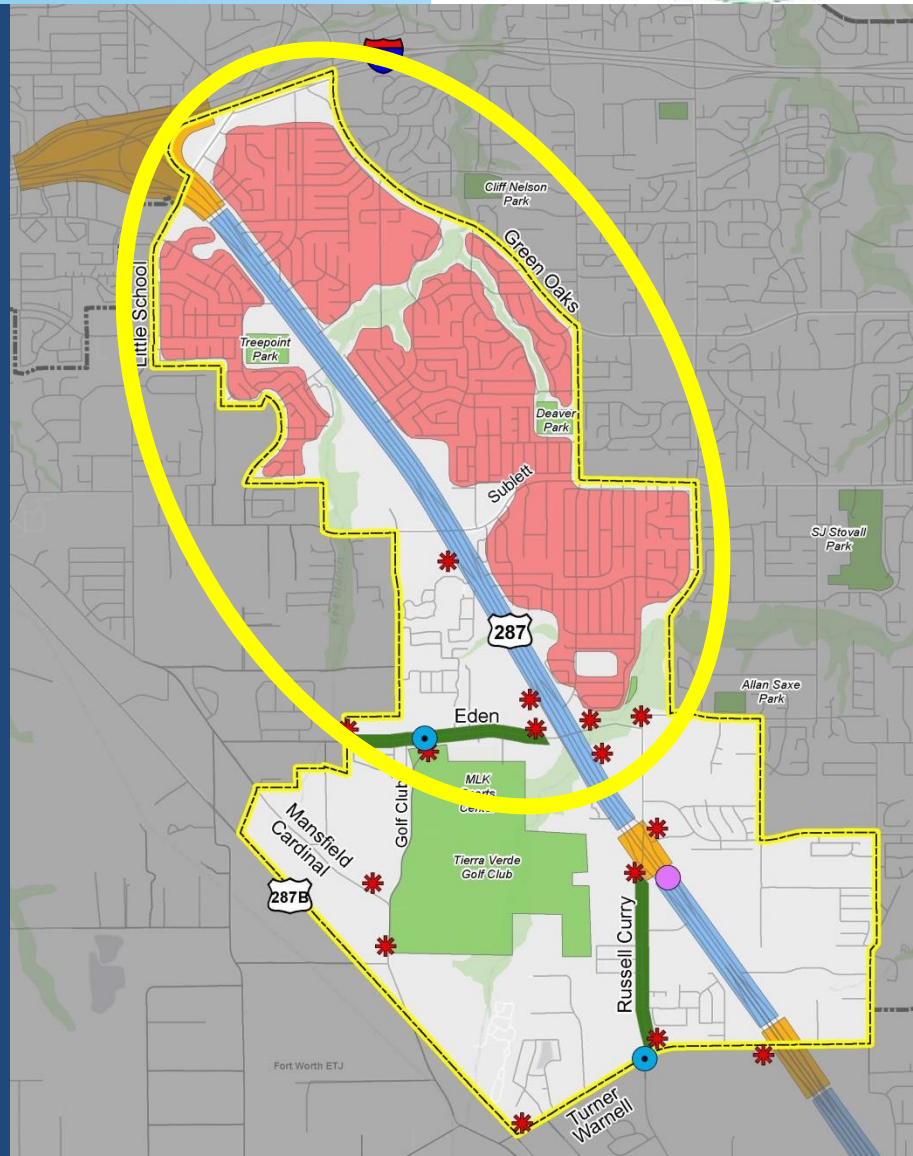 Cliff Nelson
Park
Green Oaks
Little School
Treepoint
Park
Deaver
Park
Sublett
SJ Stovall
Park
287
Allan Saxe
Park
Eden
MLK
Sports
Center
Golf Club
Mansfield
Cardinal
Tierra Verde
Golf Club
287B
Russell Curry
Fort Worth ETJ
Turner
Warnell